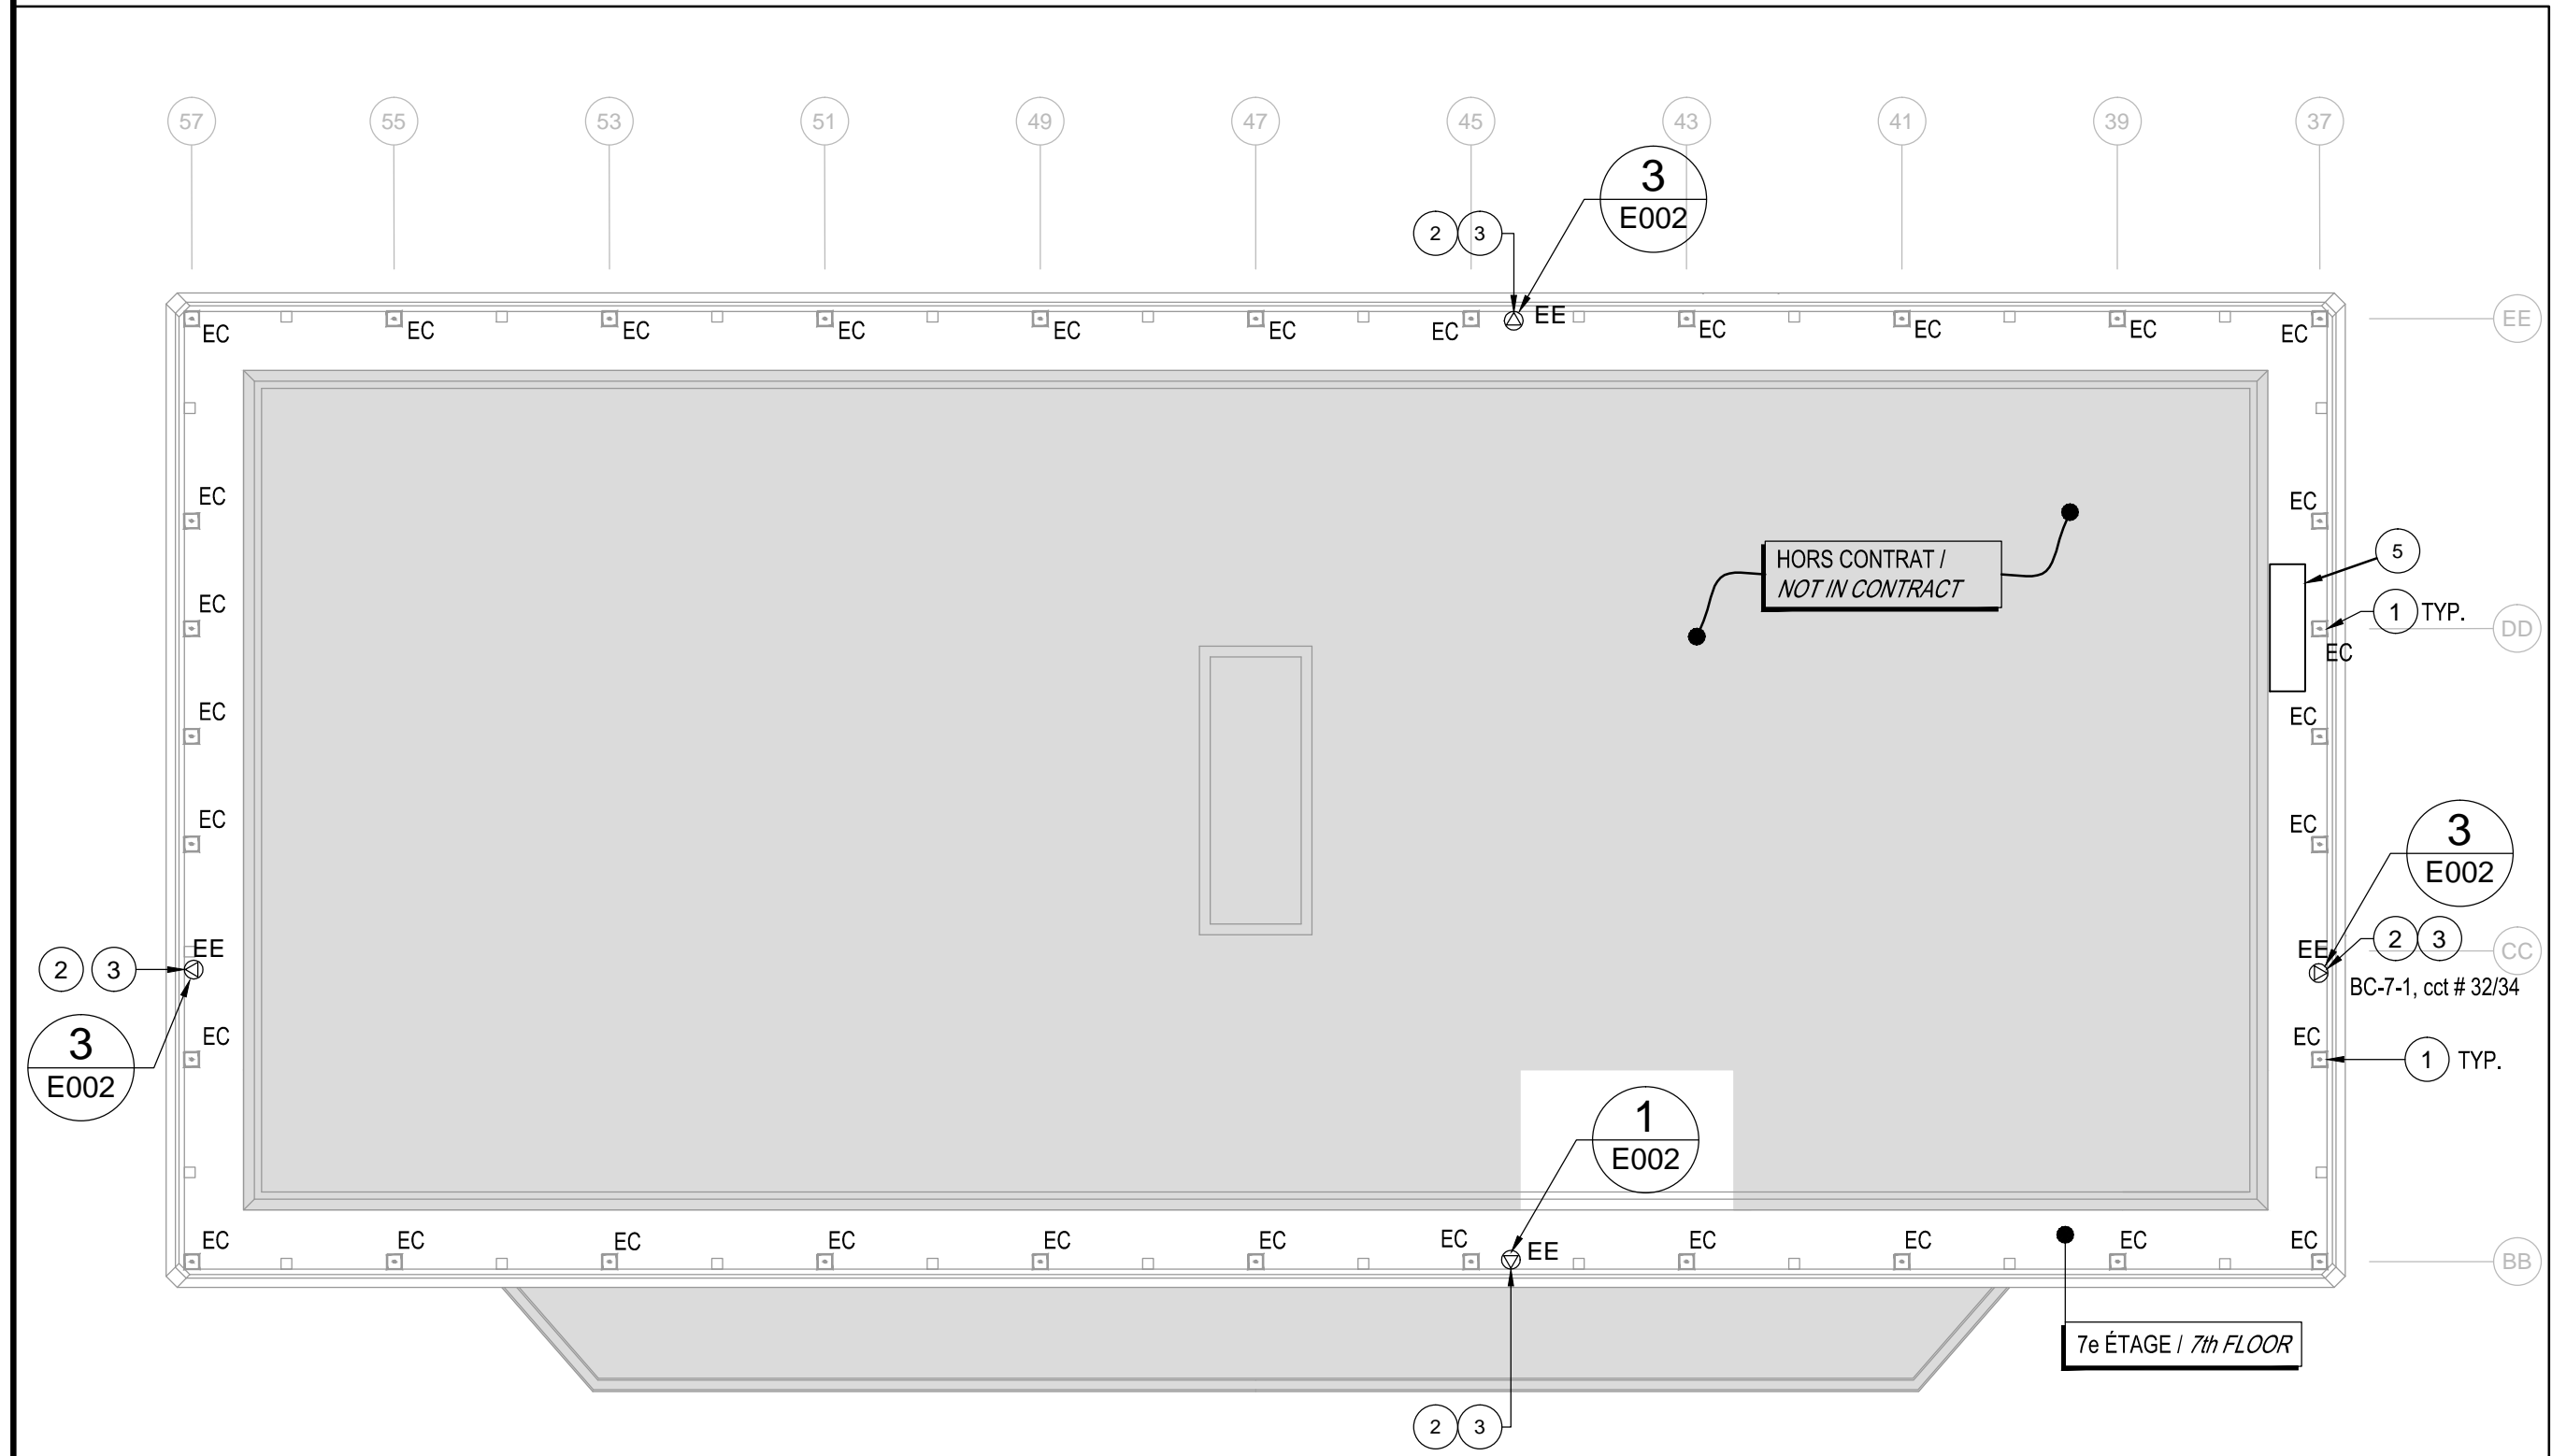 57 55 53 51 49 47 45 43 41 39 37
3
E002
2 3
EE
EE
EC EC EC EC EC EC EC EC EC EC EC
EC EC
HORS CONTRAT /
NOT IN CONTRACT
5
EC
1 TYP.
DD
EC
EC EC
EC EC
3
E002
EE
2 3
EE
2 3
CC
BC-7-1, cct # 32/34
EC
3
E002
EC
1 TYP.
1
E002
EC EC EC EC EC EC EC EC EC EC EC
EE
BB
7e ÉTAGE / 7th FLOOR
2 3